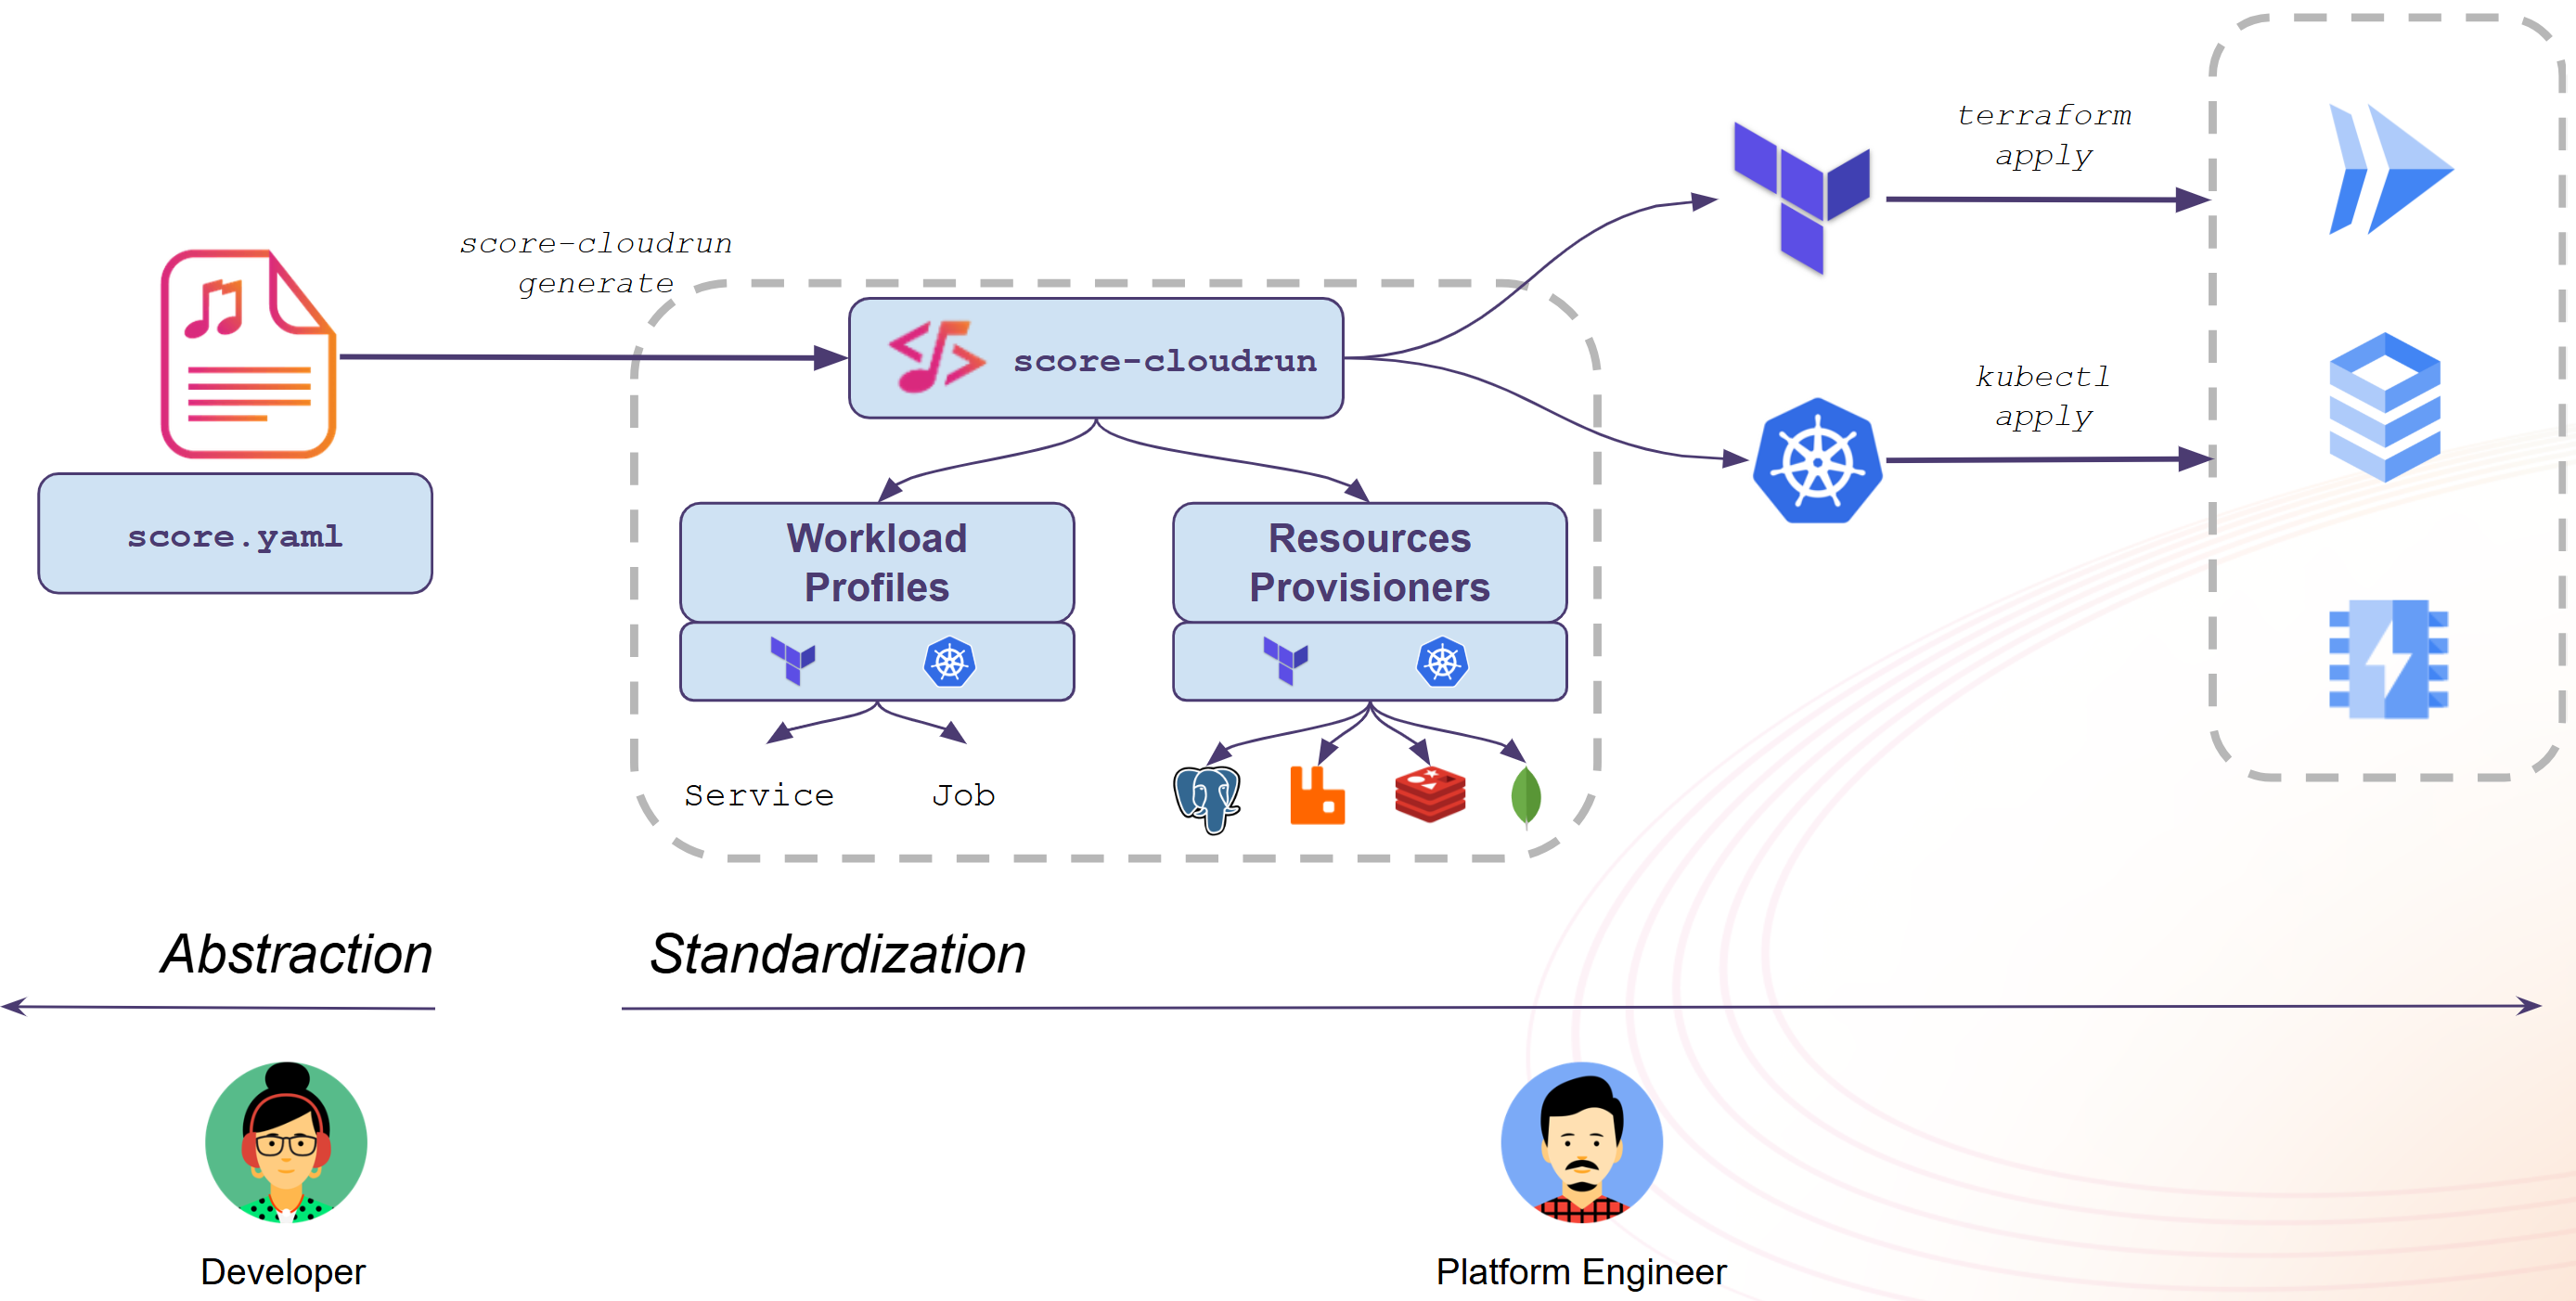 terraform
apply
score-cloudrun
generate
score-cloudrun
kubectl
apply
score.yaml
Workload
Profiles
Resources
Provisioners
Service
Job
Abstraction
Standardization
Developer
Platform Engineer